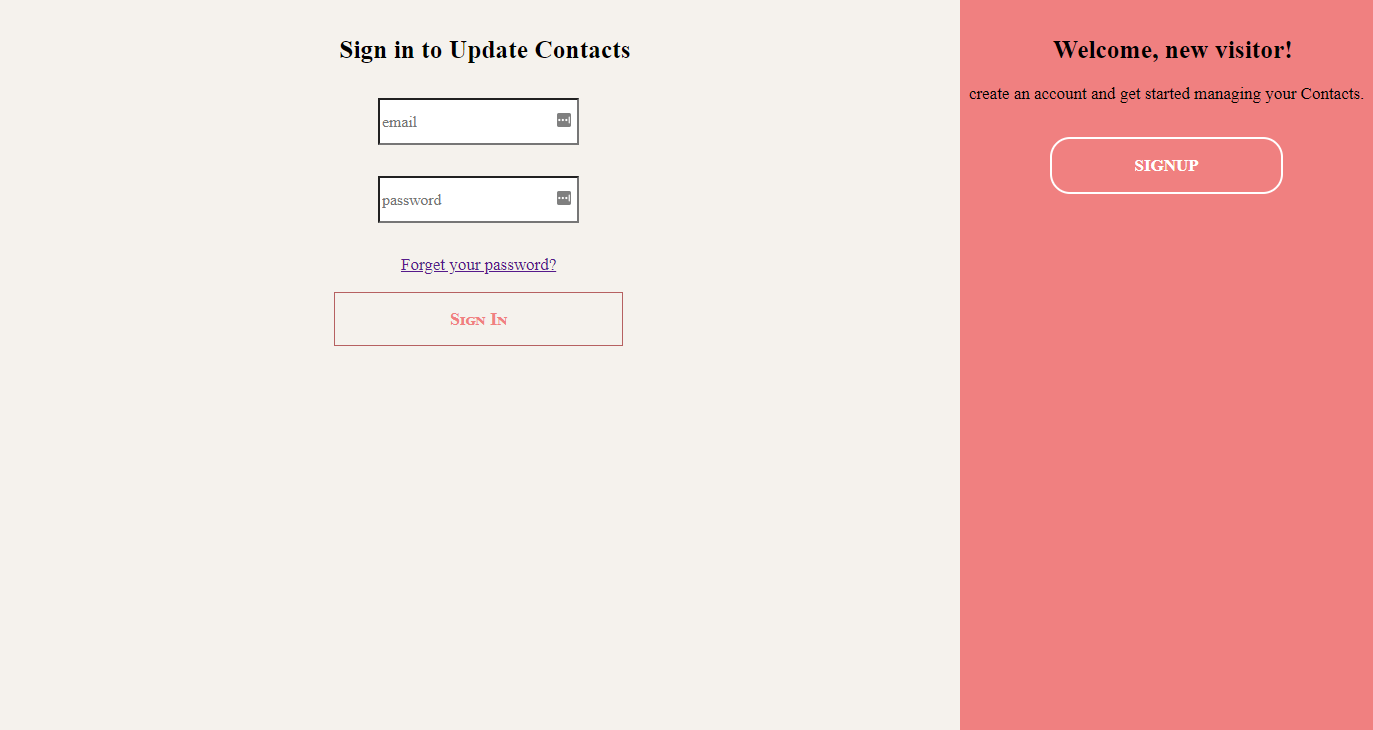 Sign in to Update Contacts
email
password
Forget your password?
Sign In
Welcome, new visitor!
create an account and get started managing your Contacts.
SIGNUP